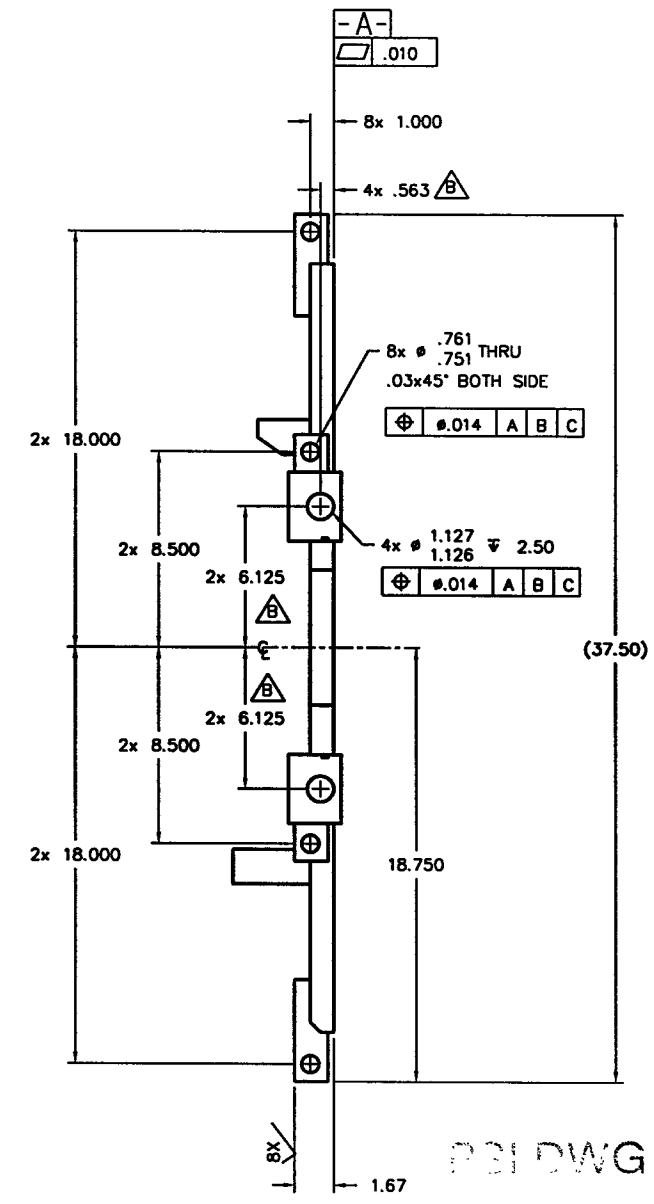 -A-
.010
8x 1.000
4x .563 B
8x ø .761
.751 THRU
.03x45° BOTH SIDE
⌖ ø.014 A B C
2x 18.000
2x 8.500
4x ø 1.127
1.126 ↧ 2.50
⌖ ø.014 A B C
2x 6.125
B
℄
(37.50)
B
2x 6.125
2x 8.500
2x 18.000
18.750
8X
1.67
PSI DWG